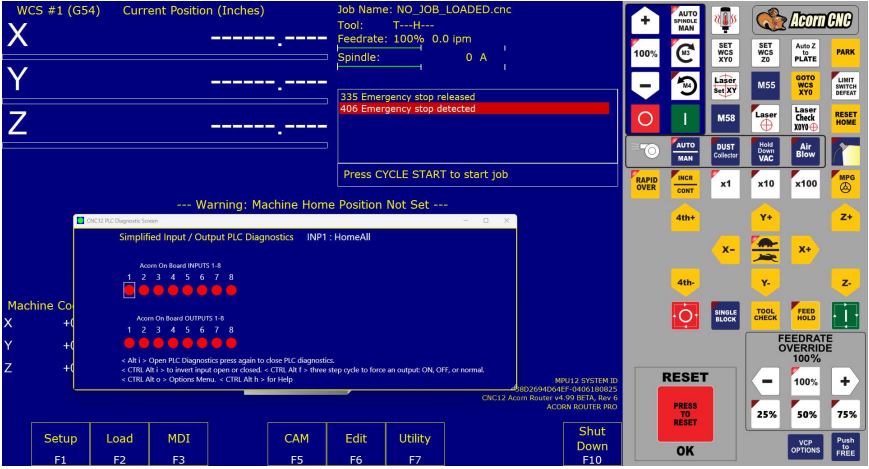 WCS #1 (G54) Current Position (Inches)
X ------.----
Y ------.----
Z ------.----
Job Name: NO_JOB_LOADED.cnc
Tool: T---H---
Feedrate: 100% 0.0 ipm
Spindle: 0 A
335 Emergency stop released
406 Emergency stop detected
Press CYCLE START to start job
--- Warning: Machine Home Position Not Set ---
CNC12 PLC Diagnostic Screen
Simplified Input / Output PLC Diagnostics INP1 : HomeAll
Acorn On Board INPUTS 1-8
1 2 3 4 5 6 7 8
Acorn On Board OUTPUTS 1-8
1 2 3 4 5 6 7 8
< Alt i > Open PLC Diagnostics press again to close PLC diagnostics.
< CTRL Alt i > to invert input open or closed. < CTRL Alt f > three step cycle to force an output: ON, OFF, or normal.
< CTRL Alt o > Options Menu. < CTRL Alt h > for Help
Machine Co
X +0
Y +0
Z +0
MPU12 SYSTEM ID
38D2694D64EF-0406180825
CNC12 Acorn Router v4.99 BETA, Rev 6
ACORN ROUTER PRO
Setup
F1
Load
F2
MDI
F3
CAM
F5
Edit
F6
Utility
F7
Shut
Down
F10
+
AUTO
SPINDLE
MAN
Acorn CNC
100%
M3
SET
WCS
XY0
SET
WCS
Z0
Auto Z
to
PLATE
PARK
−
M4
Laser
Set XY
M55
GOTO
WCS
XY0
LIMIT
SWITCH
DEFEAT
M58
Laser
Laser
Check
X0Y0
RESET
HOME
AUTO
MAN
DUST
Collector
Hold
Down
VAC
Air
Blow
RAPID
OVER
INCR
CONT
x1
x10
x100
MPG
4th+
Y+
Z+
X-
X+
4th-
Y-
Z-
SINGLE
BLOCK
TOOL
CHECK
FEED
HOLD
FEEDRATE
OVERRIDE
100%
−
100%
+
25%
50%
75%
RESET
PRESS
TO
RESET
OK
VCP
OPTIONS
Push
to
FREE